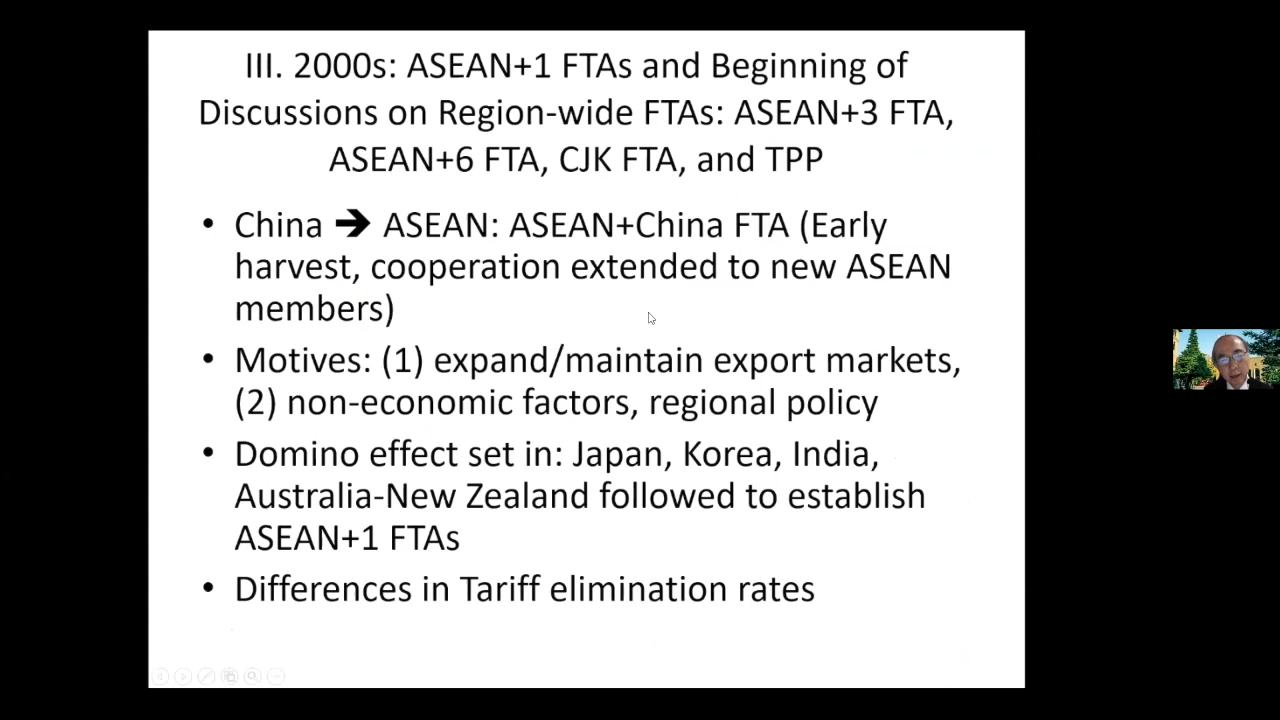 III. 2000s: ASEAN+1 FTAs and Beginning of
Discussions on Region-wide FTAs: ASEAN+3 FTA,
ASEAN+6 FTA, CJK FTA, and TPP
• China ➔ ASEAN: ASEAN+China FTA (Early
harvest, cooperation extended to new ASEAN
members)
• Motives: (1) expand/maintain export markets,
(2) non-economic factors, regional policy
• Domino effect set in: Japan, Korea, India,
Australia-New Zealand followed to establish
ASEAN+1 FTAs
• Differences in Tariff elimination rates